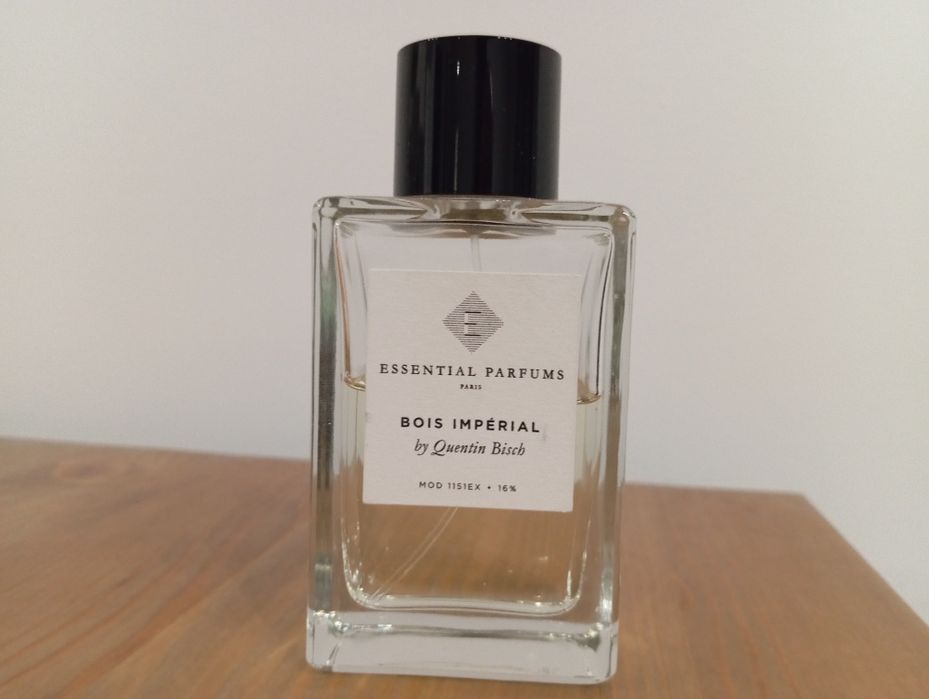 E
ESSENTIAL PARFUMS
PARIS
BOIS IMPÉRIAL
by Quentin Bisch
MOD 1151EX • 16%